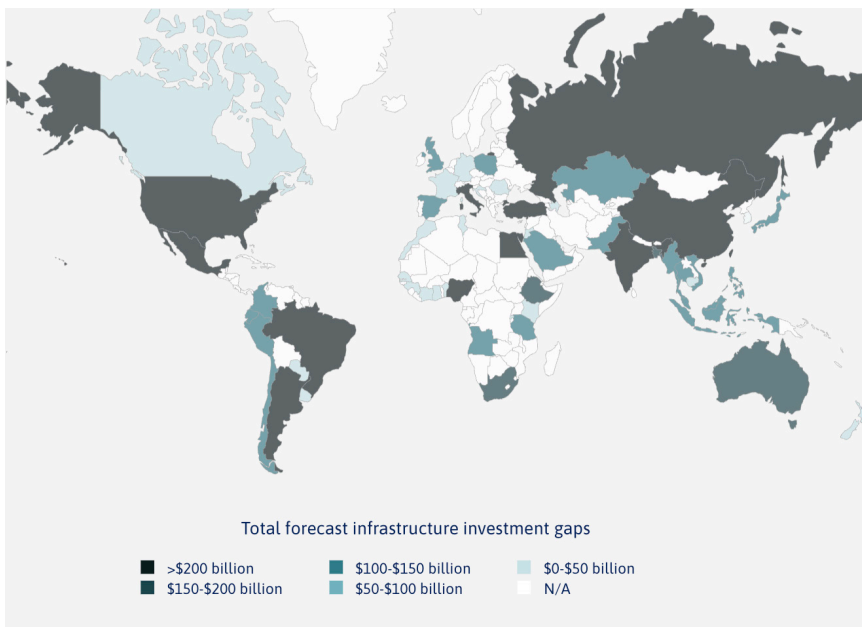 Total forecast infrastructure investment gaps
>$200 billion
$100-$150 billion
$0-$50 billion
$150-$200 billion
$50-$100 billion
N/A